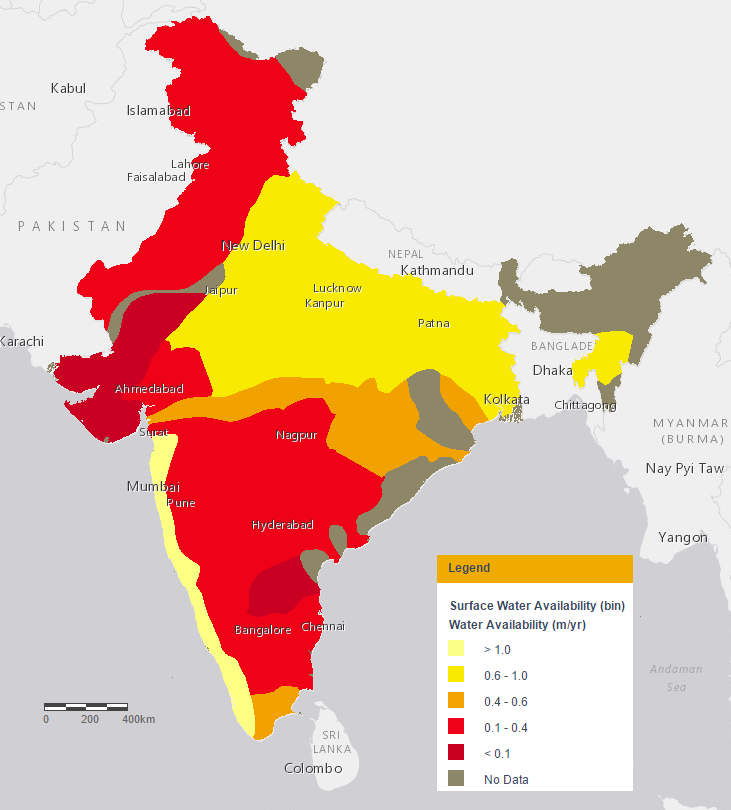 Kabul
STAN
Islamabad
Lahore
Faisalabad
PAKISTAN
New Delhi
NEPAL
Kathmandu
Jaipur
Lucknow
Kanpur
Patna
Karachi
BANGLADE
Dhaka
Ahmedabad
Kolkata
Chittagong
Surat
Nagpur
MYANMAR
(BURMA)
Nay Pyi Taw
Mumbai
Pune
Hyderabad
Yangon
Bangalore
Chennai
Andaman
Sea
SRI
LANKA
Colombo
0 200 400km
Legend
Surface Water Availability (bin)
Water Availability (m/yr)
> 1.0
0.6 - 1.0
0.4 - 0.6
0.1 - 0.4
< 0.1
No Data